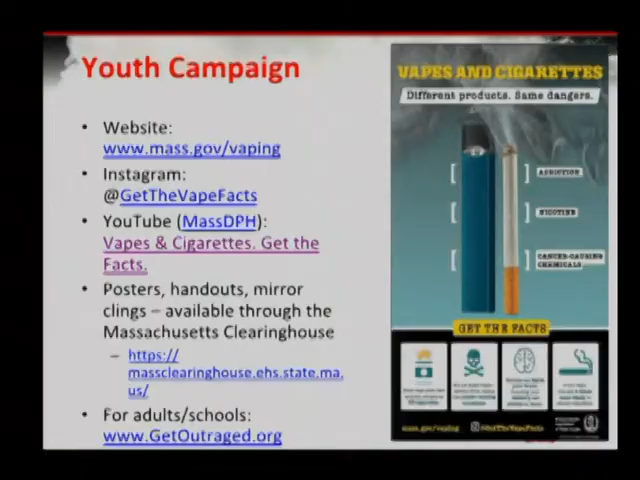 Youth Campaign
• Website:
www.mass.gov/vaping
• Instagram:
@GetTheVapeFacts
• YouTube (MassDPH):
Vapes & Cigarettes. Get the
Facts.
• Posters, handouts, mirror
clings – available through the
Massachusetts Clearinghouse
– https://
massclearinghouse.ehs.state.ma.
us/
• For adults/schools:
www.GetOutraged.org
VAPES AND CIGARETTES
Different products. Same dangers.
ADDICTION
NICOTINE
CANCER-CAUSING
CHEMICALS
GET THE FACTS
mass.gov/vaping @GetTheVapeFacts